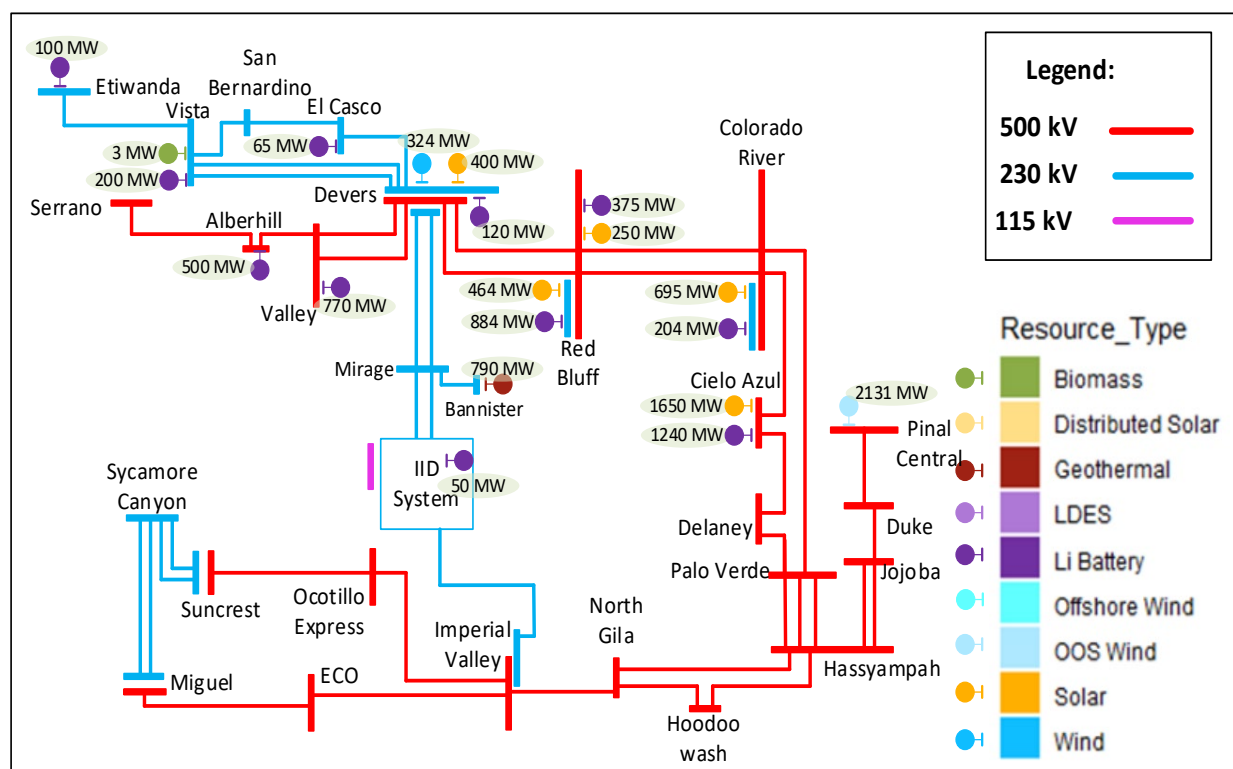 100 MW
Etiwanda
San
Bernardino
Vista
El Casco
3 MW
65 MW
324 MW
400 MW
200 MW
Devers
120 MW
Serrano
Alberhill
500 MW
Valley
770 MW
375 MW
250 MW
464 MW
884 MW
Red
Bluff
Colorado
River
695 MW
204 MW
Mirage
790 MW
Bannister
Cielo Azul
1650 MW
1240 MW
2131 MW
Pinal
Central
IID
System
50 MW
Sycamore
Canyon
Delaney
Duke
Palo Verde
Jojoba
Suncrest
Ocotillo
Express
Imperial
Valley
North
Gila
Hassyampah
Miguel
ECO
Hoodoo
wash
Legend:
500 kV
230 kV
115 kV
Resource_Type
Biomass
Distributed Solar
Geothermal
LDES
Li Battery
Offshore Wind
OOS Wind
Solar
Wind